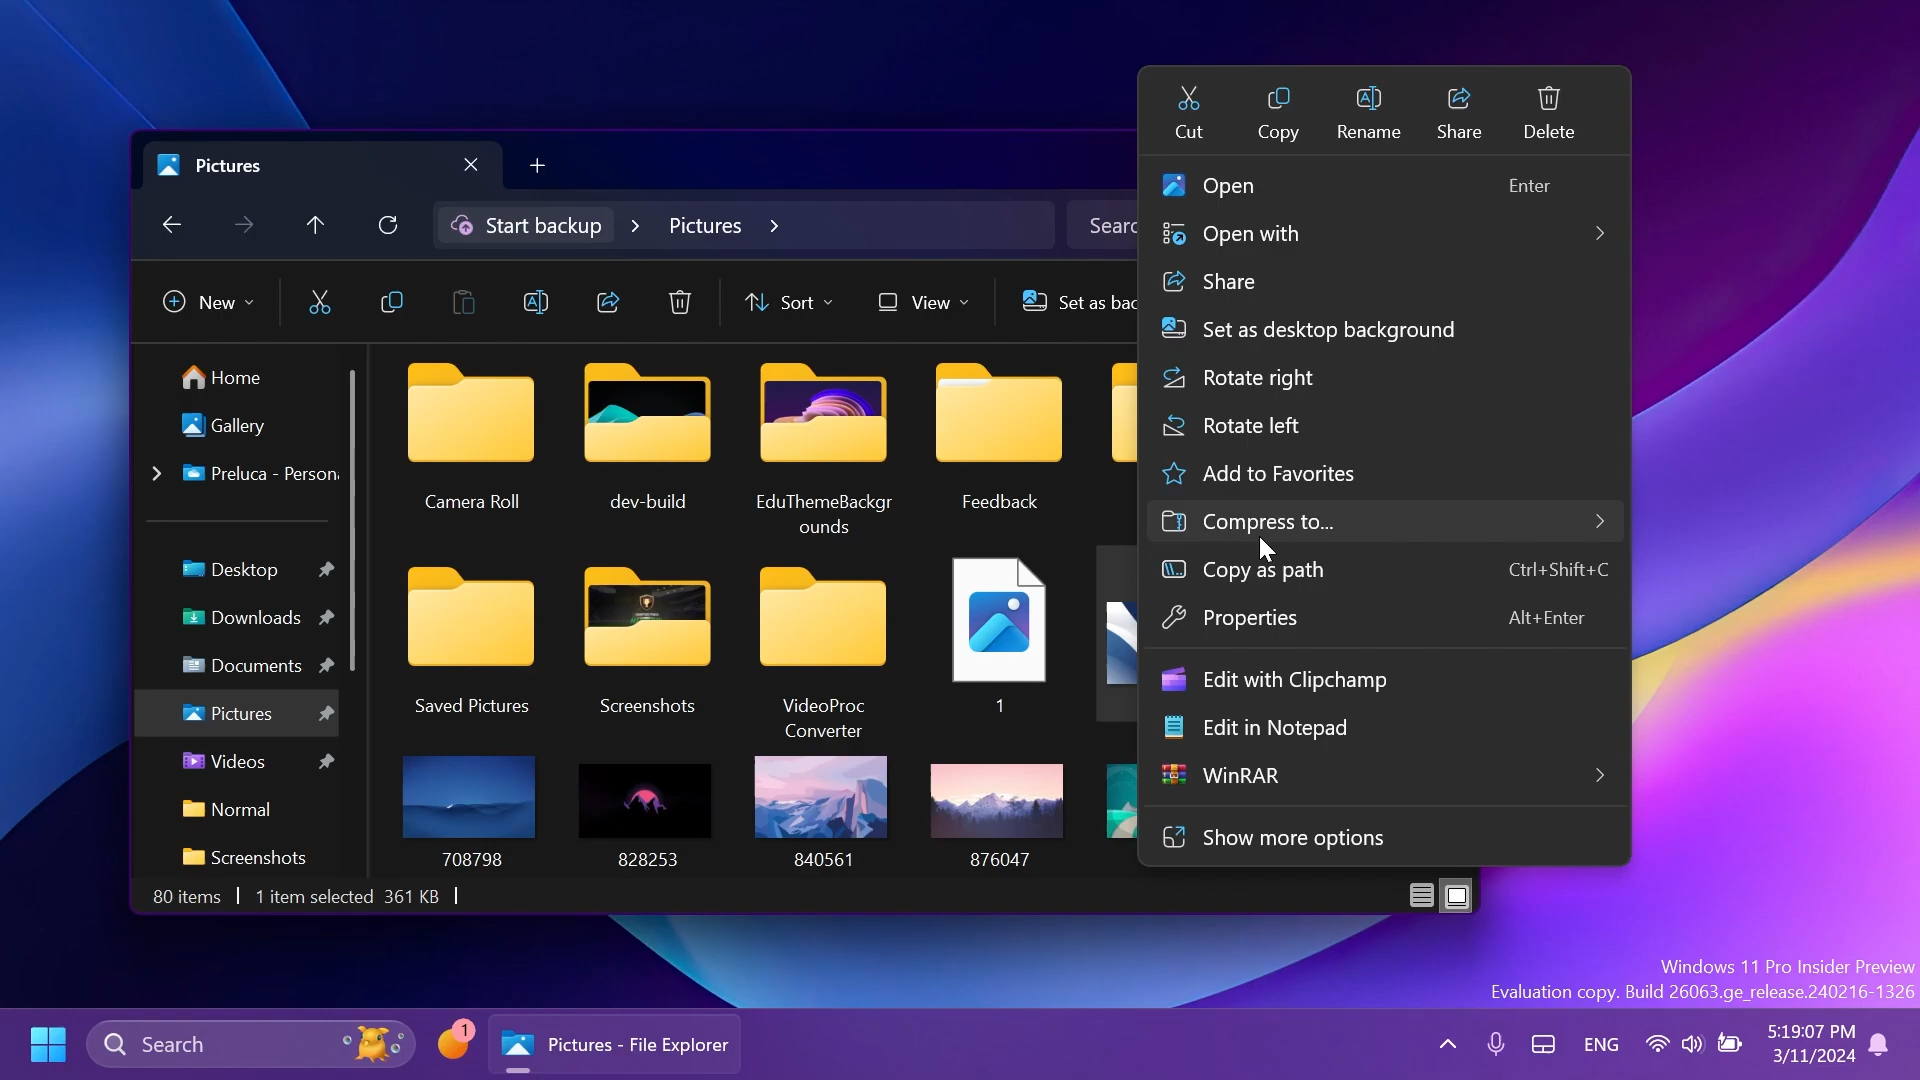 Cut
Copy
Rename
Share
Delete
Pictures
Start backup
Pictures
Searc
New
Sort
View
Set as bac
Open Enter
Open with
Share
Set as desktop background
Rotate right
Rotate left
Add to Favorites
Compress to...
Copy as path Ctrl+Shift+C
Properties Alt+Enter
Edit with Clipchamp
Edit in Notepad
WinRAR
Show more options
Home
Gallery
Preluca - Persona
Desktop
Downloads
Documents
Pictures
Videos
Normal
Screenshots
Camera Roll
dev-build
EduThemeBackgr
ounds
Feedback
Saved Pictures
Screenshots
VideoProc
Converter
1
708798
828253
840561
876047
80 items
1 item selected 361 KB
Windows 11 Pro Insider Preview
Evaluation copy. Build 26063.ge_release.240216-1326
Search
1
Pictures - File Explorer
ENG
5:19:07 PM
3/11/2024